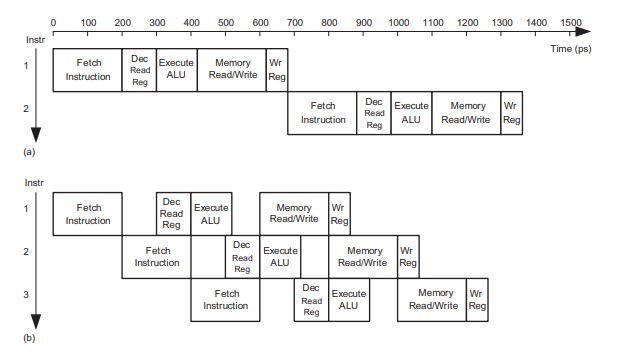 0 100 200 300 400 500 600 700 800 900 1000 1100 1200 1300 1400 1500
Time (ps)
Instr
1
Fetch
Instruction
Dec
Read
Reg
Execute
ALU
Memory
Read/Write
Wr
Reg
2
Fetch
Instruction
Dec
Read
Reg
Execute
ALU
Memory
Read/Write
Wr
Reg
(a)
Instr
1
Fetch
Instruction
Dec
Read
Reg
Execute
ALU
Memory
Read/Write
Wr
Reg
2
Fetch
Instruction
Dec
Read
Reg
Execute
ALU
Memory
Read/Write
Wr
Reg
3
Fetch
Instruction
Dec
Read
Reg
Execute
ALU
Memory
Read/Write
Wr
Reg
(b)